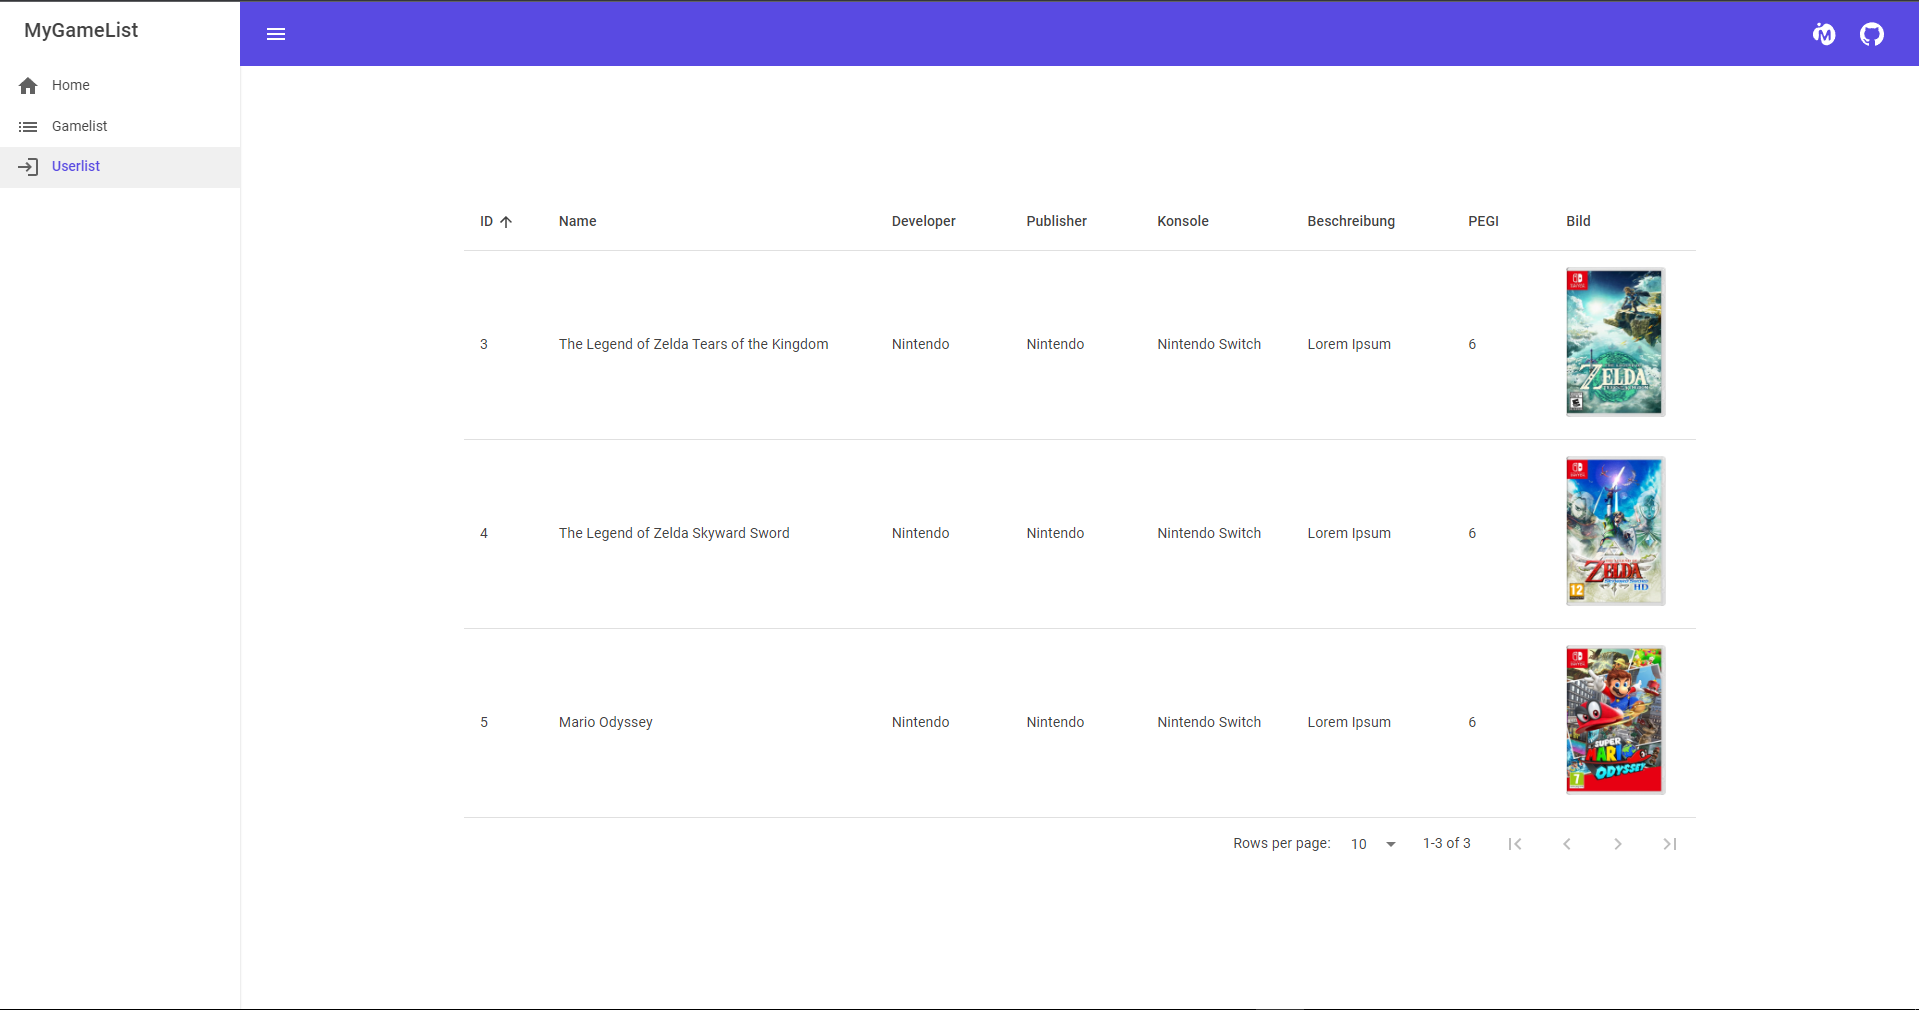 MyGameList
Home
Gamelist
Userlist
ID Name Developer Publisher Konsole Beschreibung PEGI Bild
3 The Legend of Zelda Tears of the Kingdom Nintendo Nintendo Nintendo Switch Lorem Ipsum 6
ZELDA
4 The Legend of Zelda Skyward Sword Nintendo Nintendo Nintendo Switch Lorem Ipsum 6
ZELDA
HD
12
5 Mario Odyssey Nintendo Nintendo Nintendo Switch Lorem Ipsum 6
SUPER
MARIO
ODYSSEY
7
Rows per page: 10 1-3 of 3